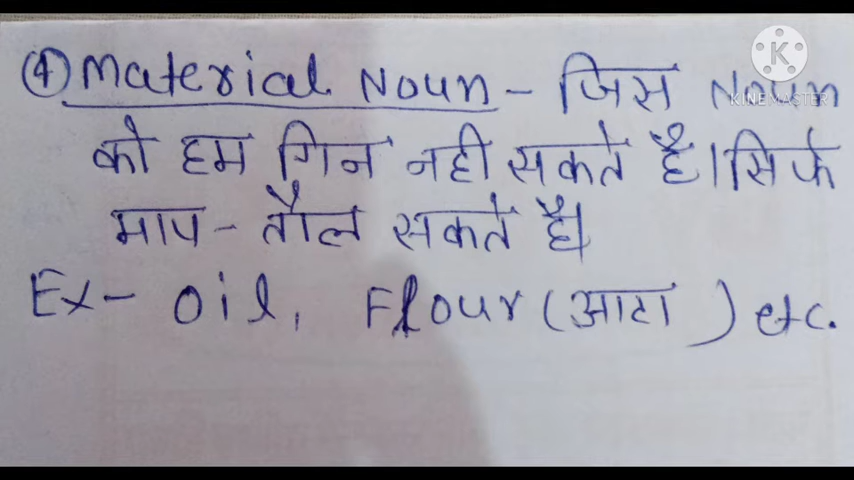 (4) Material Noun - जिस Noun
को हम गिन नही सकते है। सिर्फ
माप - तौल सकते है।
Ex- Oil, Flour (आटा) etc.
KINEMASTER